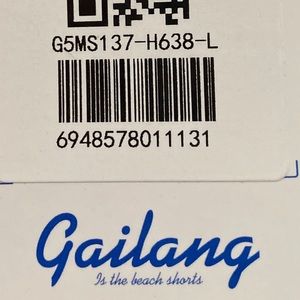 G5MS137-H638-L
6948578011131
Gailang
Is the beach shorts